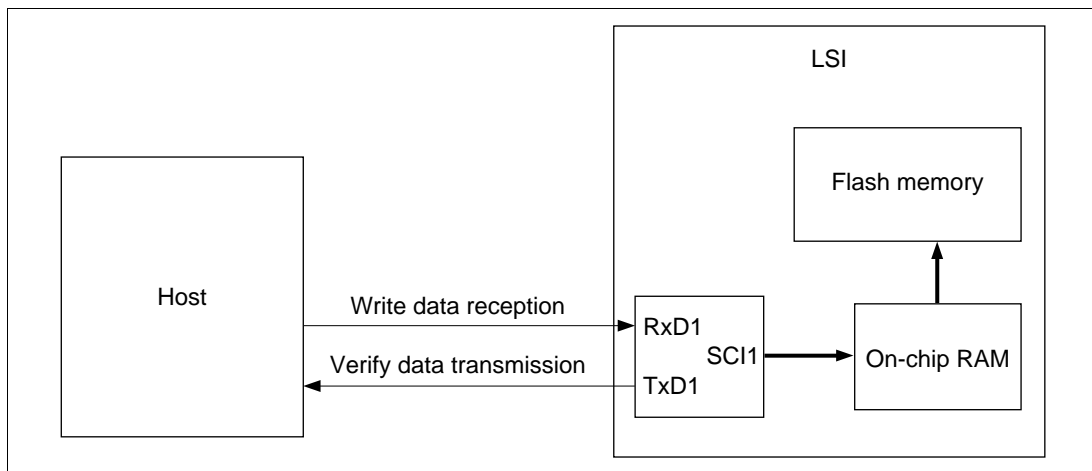 LSI
Flash memory
Host
Write data reception
RxD1
SCI1
On-chip RAM
Verify data transmission
TxD1